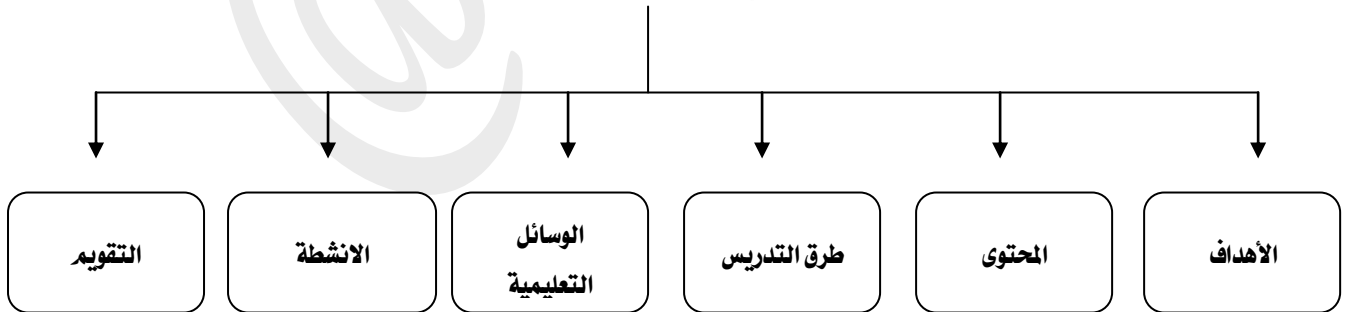 الأهداف
المحتوى
طرق التدريس
الوسائل
التعليمية
الانشطة
التقويم